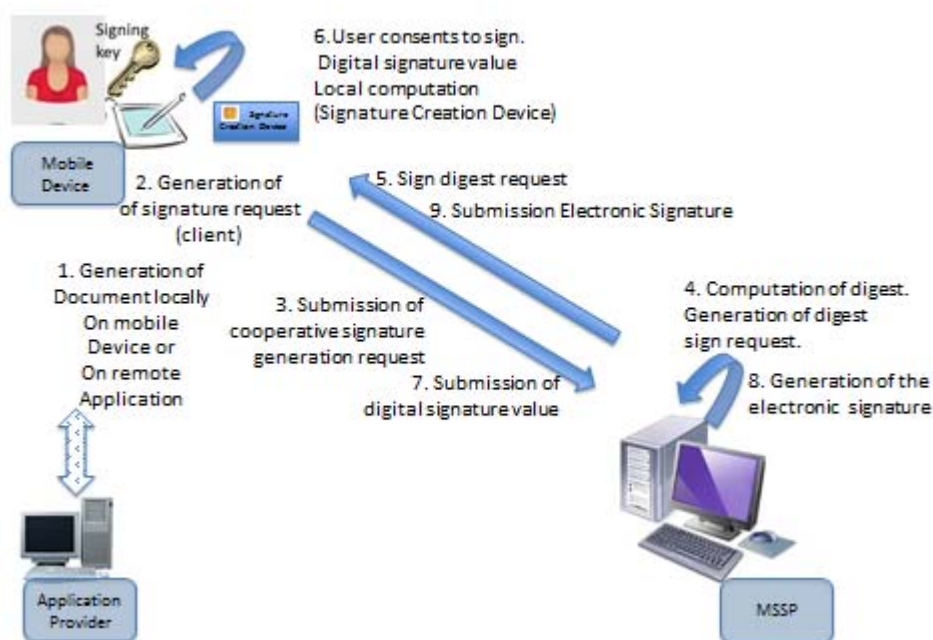 Signing
key
6.User consents to sign.
Digital signature value
Local computation
(Signature Creation Device)
Signature
Creation Device
Mobile
Device
2. Generation of
of signature request
(client)
5. Sign digest request
9. Submission Electronic Signature
1. Generation of
Document locally
On mobile
Device or
On remote
Application
3. Submission of
cooperative signature
generation request
4. Computation of digest.
Generation of digest
sign request.
7. Submission of
digital signature value
8. Generation of the
electronic signature
Application
Provider
MSSP